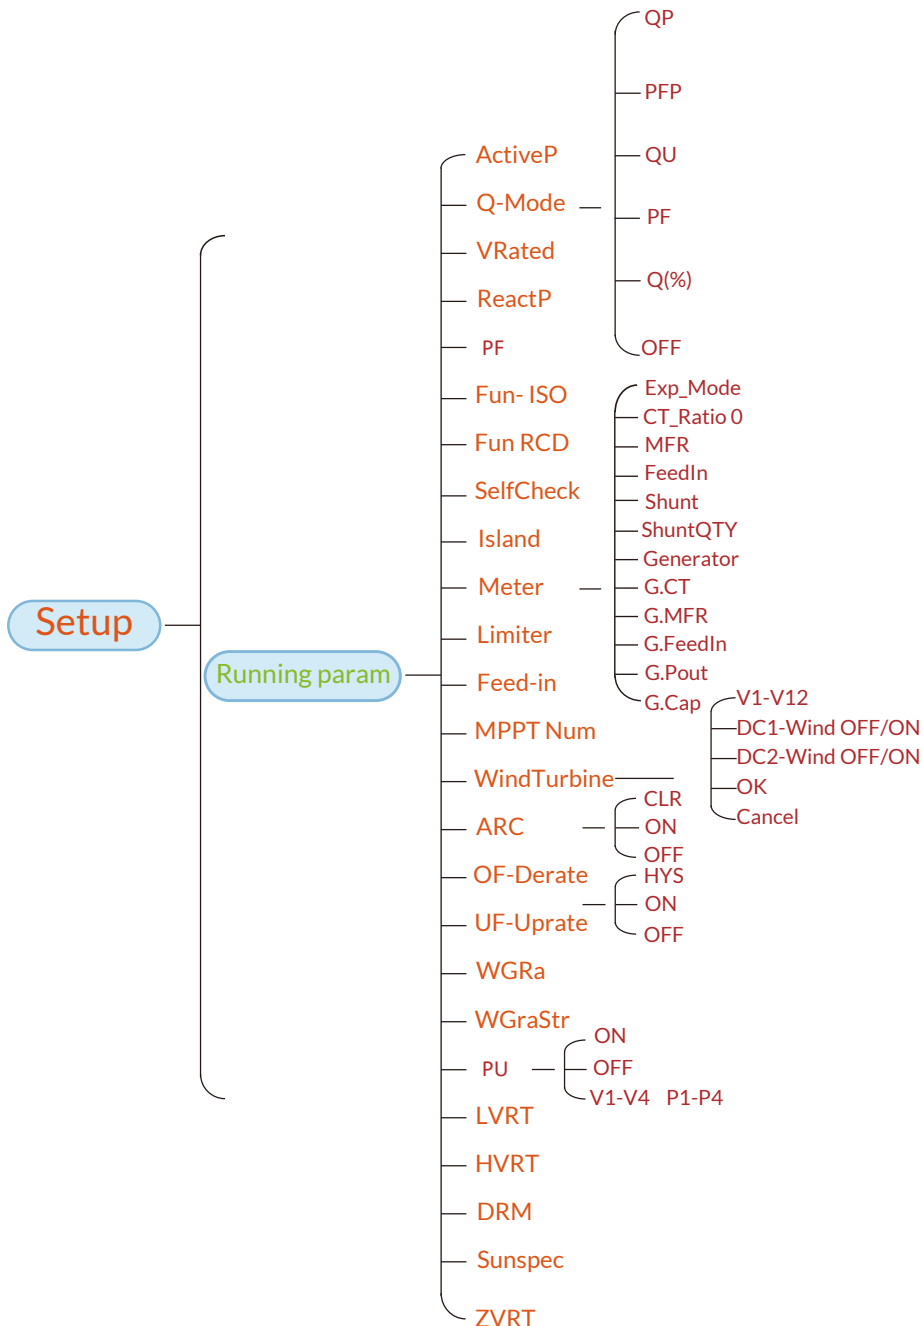 Setup
Running param
ActiveP
Q-Mode
QP
PFP
QU
PF
Q(%)
OFF
VRated
ReactP
PF
Fun- ISO
Fun RCD
SelfCheck
Island
Meter
Exp_Mode
CT_Ratio 0
MFR
FeedIn
Shunt
ShuntQTY
Generator
G.CT
G.MFR
G.FeedIn
G.Pout
G.Cap
Limiter
Feed-in
MPPT Num
WindTurbine
V1-V12
DC1-Wind OFF/ON
DC2-Wind OFF/ON
OK
Cancel
ARC
CLR
ON
OFF
OF-Derate
UF-Uprate
HYS
ON
OFF
WGRa
WGraStr
PU
ON
OFF
V1-V4 P1-P4
LVRT
HVRT
DRM
Sunspec
ZVRT